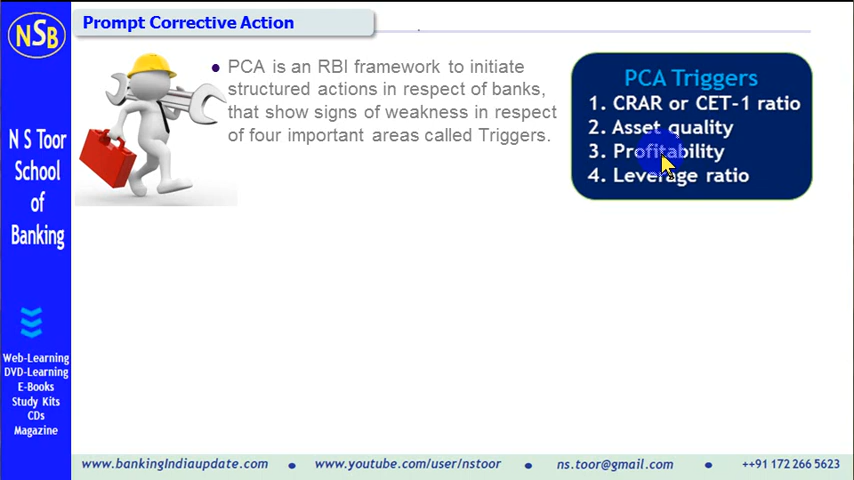 NSB
Prompt Corrective Action
PCA is an RBI framework to initiate
structured actions in respect of banks,
that show signs of weakness in respect
of four important areas called Triggers.
PCA Triggers
1. CRAR or CET-1 ratio
2. Asset quality
3. Profitability
4. Leverage ratio
N S Toor
School
of
Banking
Web-Learning
DVD-Learning
E-Books
Study Kits
CDs
Magazine
www.bankingIndiaupdate.com ● www.youtube.com/user/nstoor ● ns.toor@gmail.com ● ++91 172 266 5623